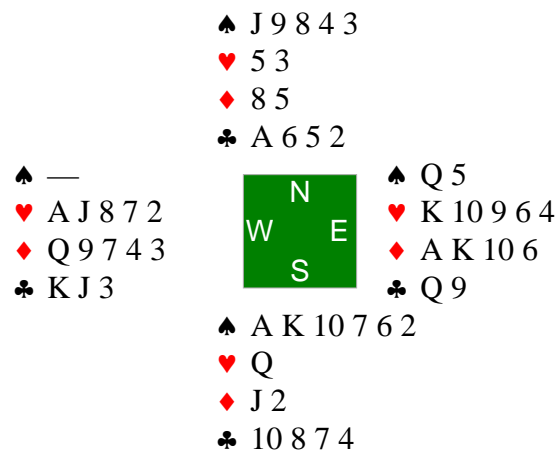 ♠ J 9 8 4 3
♥ 5 3
♦ 8 5
♣ A 6 5 2
♠ —
♥ A J 8 7 2
♦ Q 9 7 4 3
♣ K J 3
N
W E
S
♠ Q 5
♥ K 10 9 6 4
♦ A K 10 6
♣ Q 9
♠ A K 10 7 6 2
♥ Q
♦ J 2
♣ 10 8 7 4